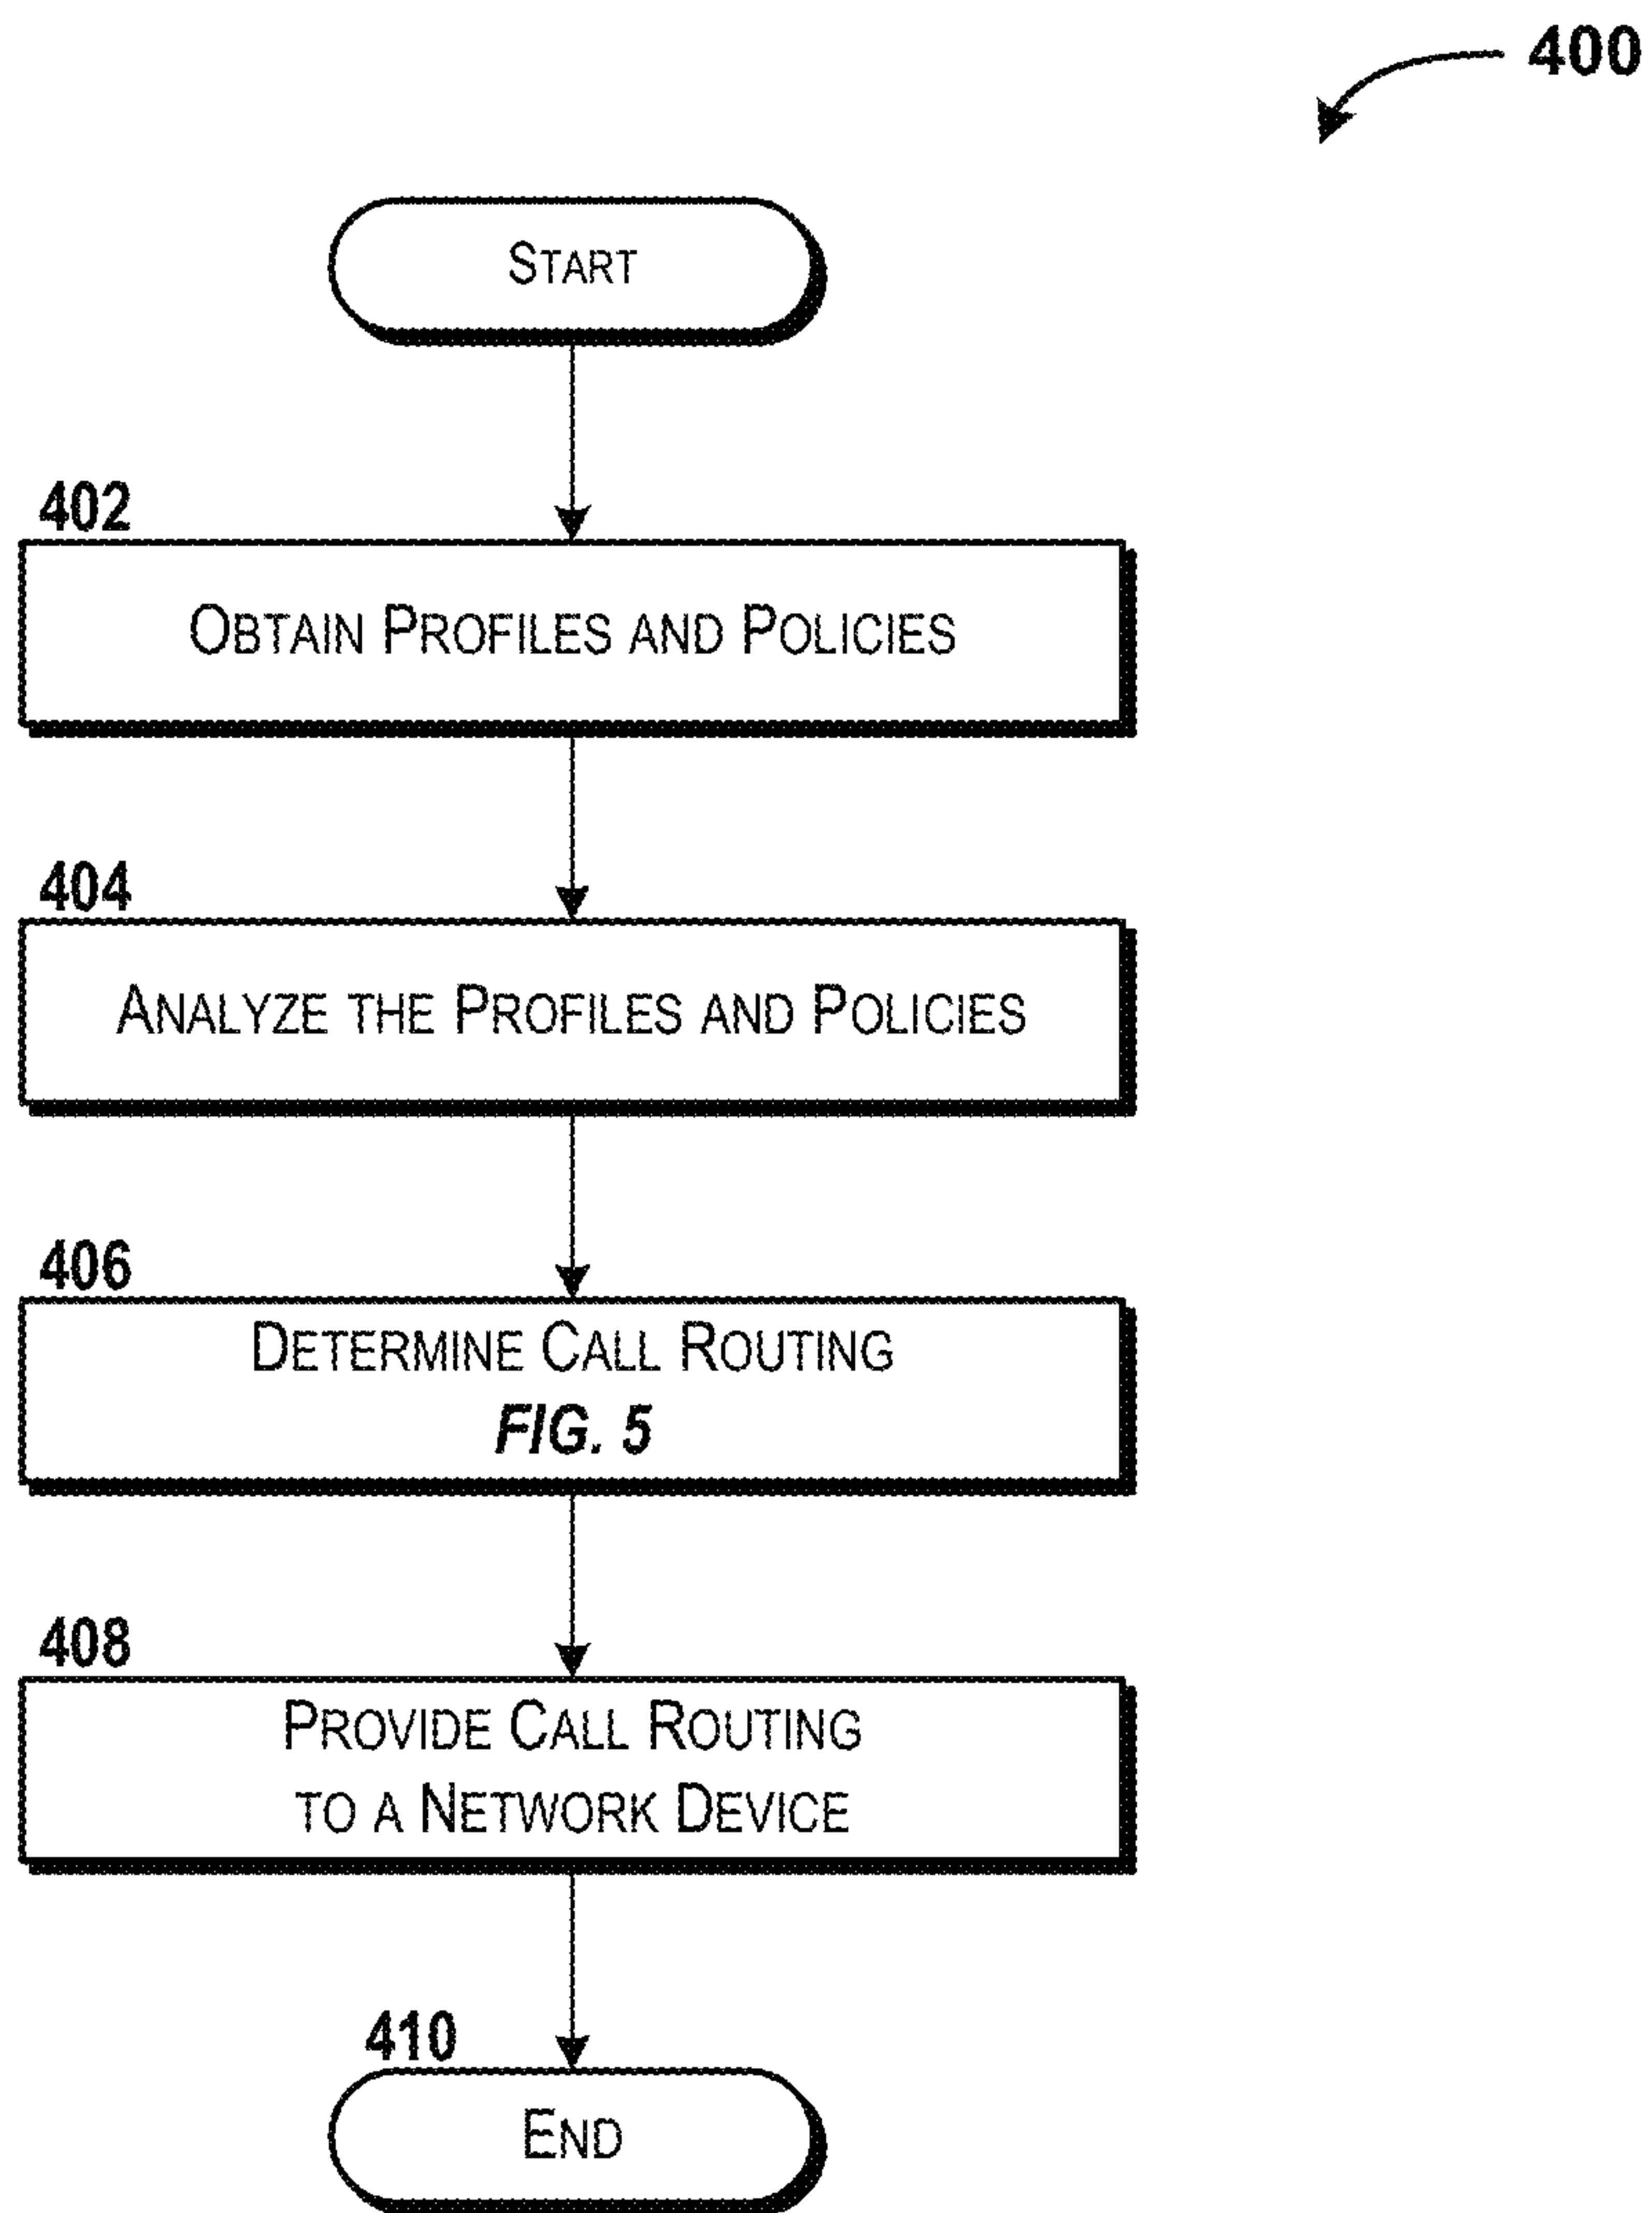 400
START
402
OBTAIN PROFILES AND POLICIES
404
ANALYZE THE PROFILES AND POLICIES
406
DETERMINE CALL ROUTING
FIG. 5
408
PROVIDE CALL ROUTING
TO A NETWORK DEVICE
410
END